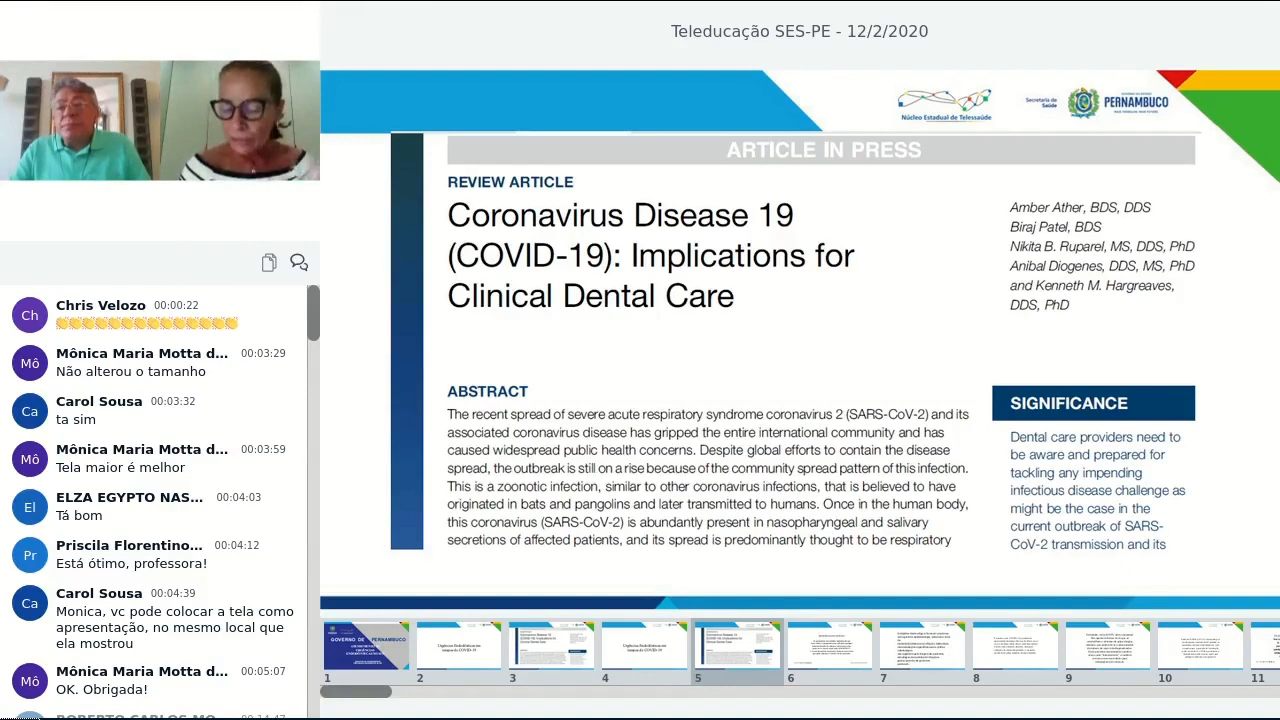 Teleducação SES-PE - 12/2/2020
Núcleo Estadual de Telessaúde
Secretaria de
Saúde
PERNAMBUCO
ARTICLE IN PRESS
REVIEW ARTICLE
Coronavirus Disease 19
(COVID-19): Implications for
Clinical Dental Care
Amber Ather, BDS, DDS
Biraj Patel, BDS
Nikita B. Ruparel, MS, DDS, PhD
Anibal Diogenes, DDS, MS, PhD
and Kenneth M. Hargreaves,
DDS, PhD
ABSTRACT
The recent spread of severe acute respiratory syndrome coronavirus 2 (SARS-CoV-2) and its
associated coronavirus disease has gripped the entire international community and has
caused widespread public health concerns. Despite global efforts to contain the disease
spread, the outbreak is still on a rise because of the community spread pattern of this infection.
This is a zoonotic infection, similar to other coronavirus infections, that is believed to have
originated in bats and pangolins and later transmitted to humans. Once in the human body,
this coronavirus (SARS-CoV-2) is abundantly present in nasopharyngeal and salivary
secretions of affected patients, and its spread is predominantly thought to be respiratory
SIGNIFICANCE
Dental care providers need to
be aware and prepared for
tackling any impending
infectious disease challenge as
might be the case in the
current outbreak of SARS-
CoV-2 transmission and its
Ch
Chris Velozo 00:00:22
Mô
Mônica Maria Motta d... 00:03:29
Não alterou o tamanho
Ca
Carol Sousa 00:03:32
ta sim
Mô
Mônica Maria Motta d... 00:03:59
Tela maior é melhor
El
ELZA EGYPTO NAS... 00:04:03
Tá bom
Pr
Priscila Florentino... 00:04:12
Está ótimo, professora!
Ca
Carol Sousa 00:04:39
Monica, vc pode colocar a tela como
apresentação, no mesmo local que
ela mostrou
Mô
Mônica Maria Motta d... 00:05:07
OK. Obrigada!
GOVERNO DE PERNAMBUCO
1 2 3 4 5 6 7 8 9 10 11